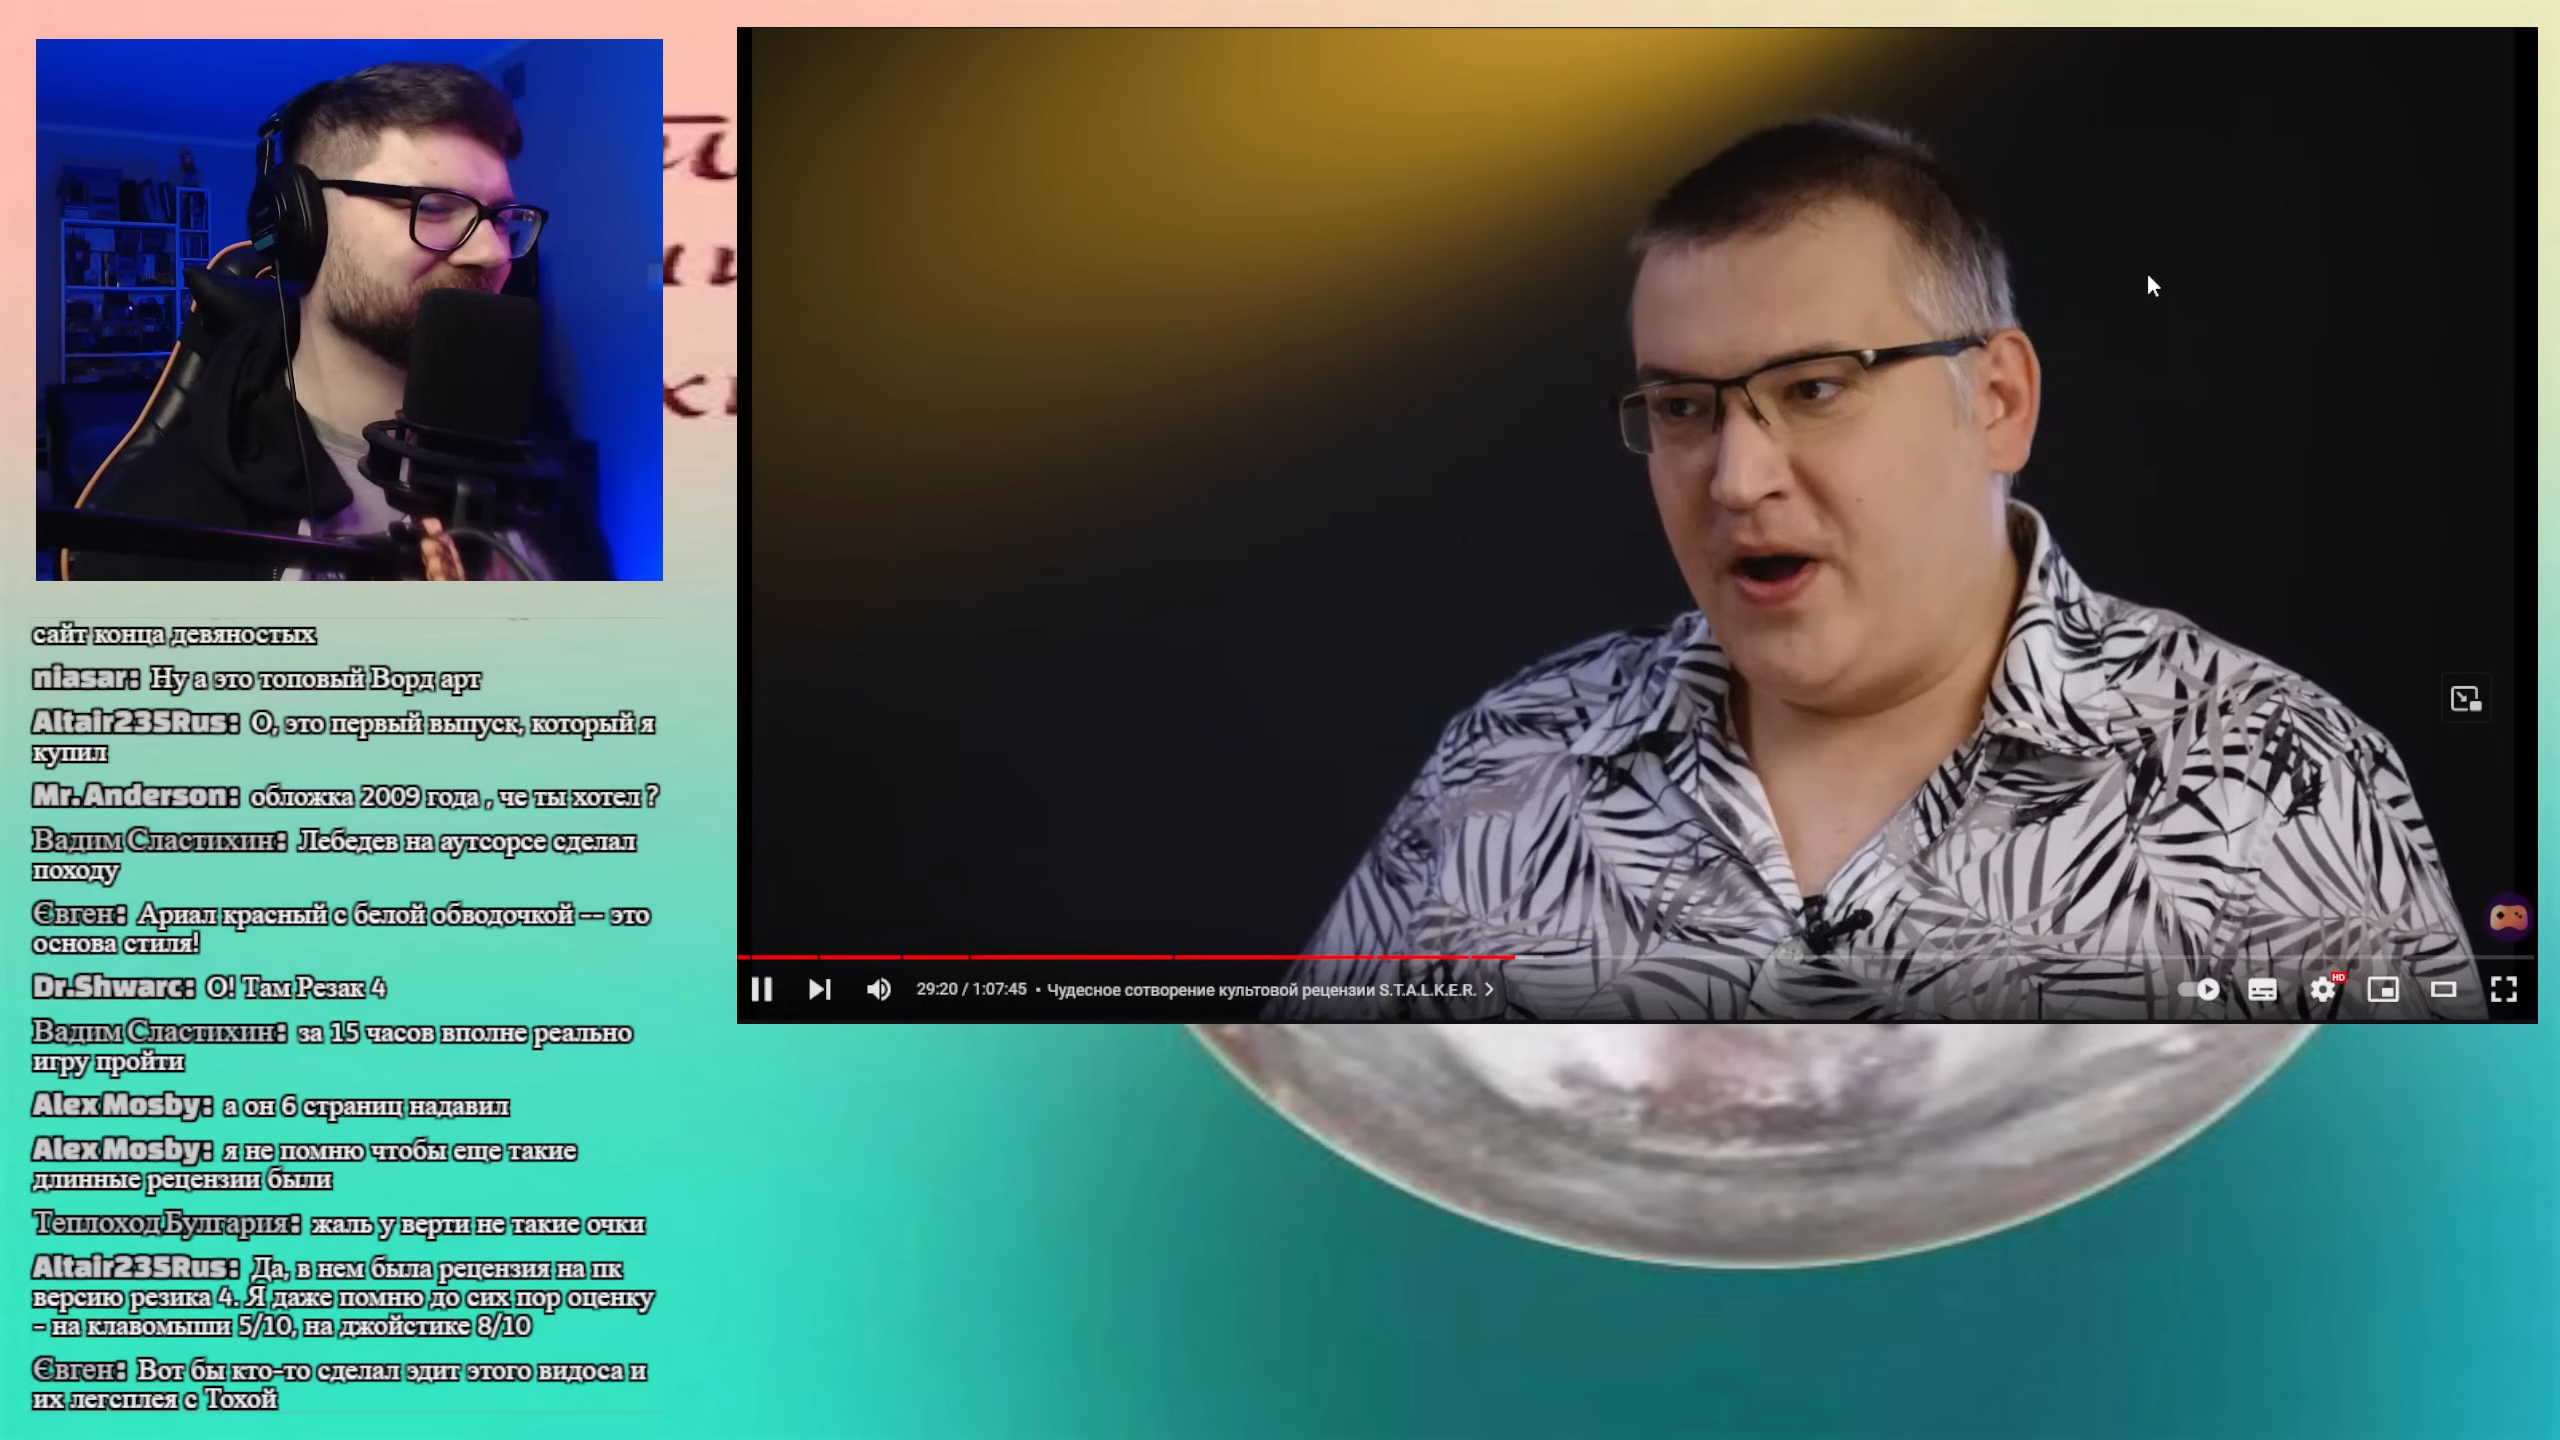 сайт конца девяностых
niasar: Ну а это топовый Ворд арт
Altair235Rus: О, это первый выпуск, который я
купил
Mr.Anderson: обложка 2009 года , че ты хотел ?
Вадим Сластихин: Лебедев на аутсорсе сделал
походу
Євген: Ариал красный с белой обводочкой -- это
основа стиля!
Dr.Shwarc: О! Там Резак 4
Вадим Сластихин: за 15 часов вполне реально
игру пройти
Alex Mosby: а он 6 страниц надавил
Alex Mosby: я не помню чтобы еще такие
длинные рецензии были
Теплоход Булгария: жаль у верти не такие очки
Altair235Rus: Да, в нем была рецензия на пк
версию резика 4. Я даже помню до сих пор оценку
- на клавомыши 5/10, на джойстике 8/10
Євген: Вот бы кто-то сделал эдит этого видоса и
их легсплея с Тохой
29:20 / 1:07:45 • Чудесное сотворение культовой рецензии S.T.A.L.K.E.R.
HD